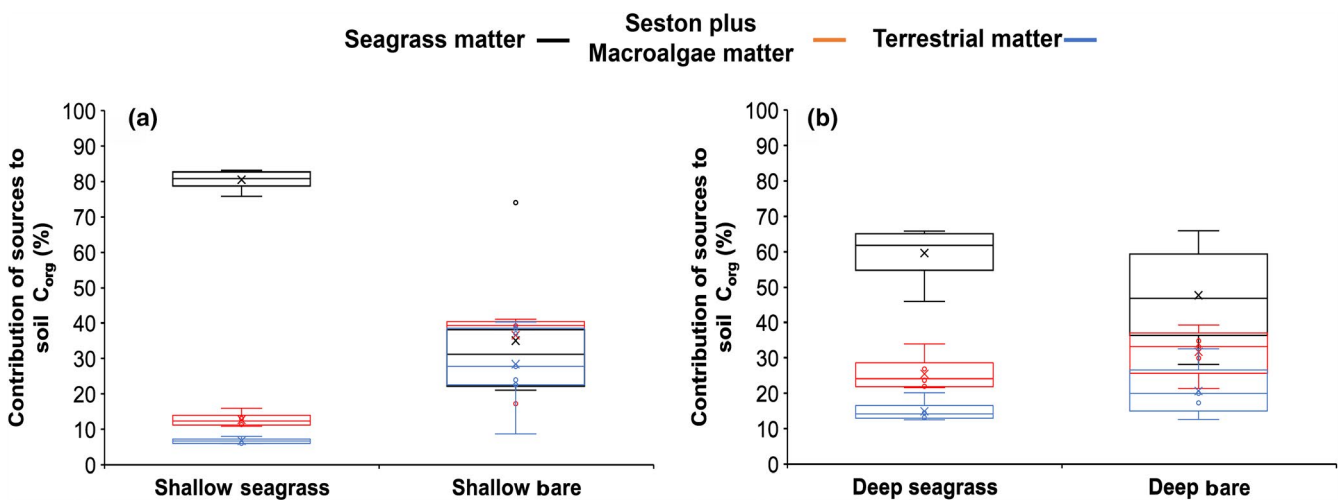 Seagrass matter
Seston plus
Macroalgae matter
Terrestrial matter
Contribution of sources to
soil Corg (%)
(a)
100
90
80
70
60
50
40
30
20
10
0
Shallow seagrass
Shallow bare
Contribution of sources to
soil Corg (%)
(b)
100
90
80
70
60
50
40
30
20
10
0
Deep seagrass
Deep bare